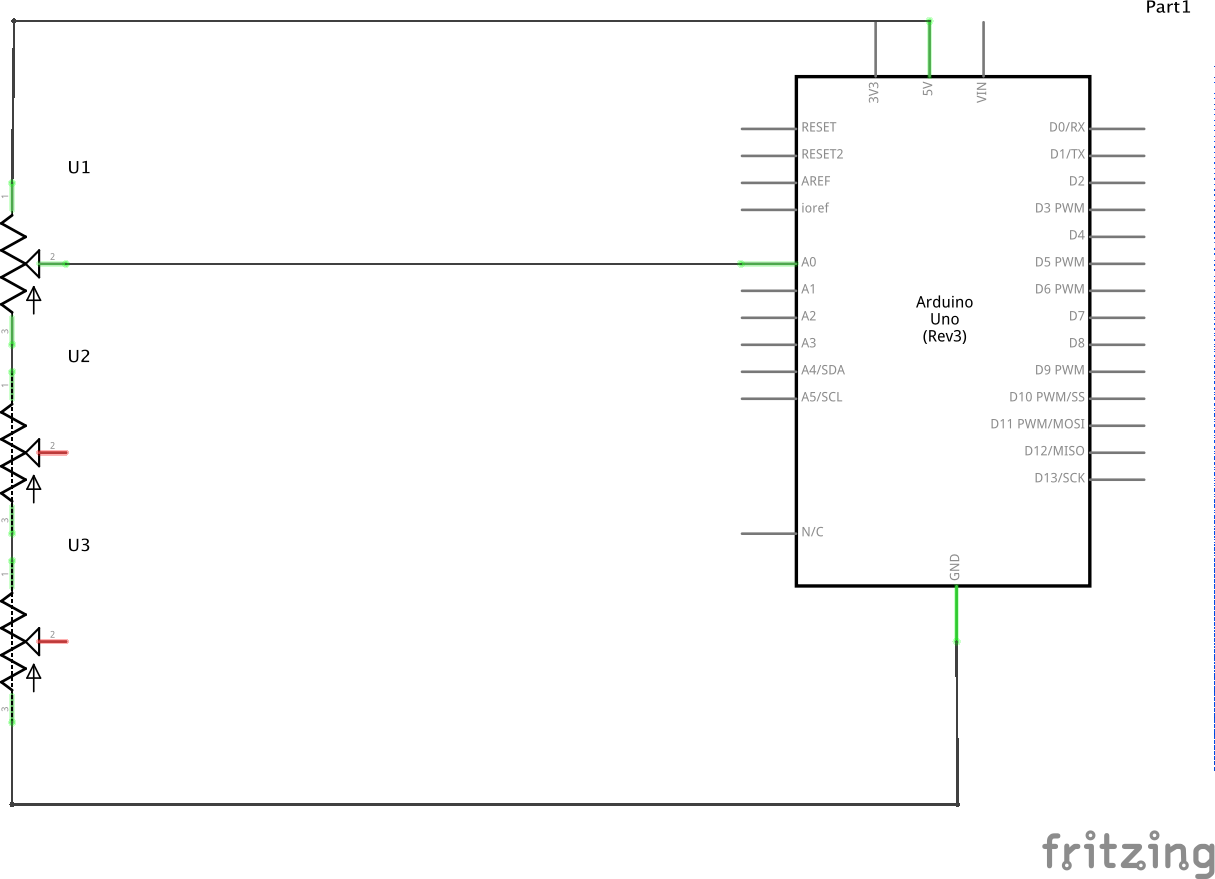 Part1
3V3
5V
VIN
RESET
RESET2
AREF
ioref
A0
A1
A2
A3
A4/SDA
A5/SCL
N/C
Arduino
Uno
(Rev3)
D0/RX
D1/TX
D2
D3 PWM
D4
D5 PWM
D6 PWM
D7
D8
D9 PWM
D10 PWM/SS
D11 PWM/MOSI
D12/MISO
D13/SCK
GND
U1
1
2
3
U2
1
2
3
U3
1
2
3
fritzing